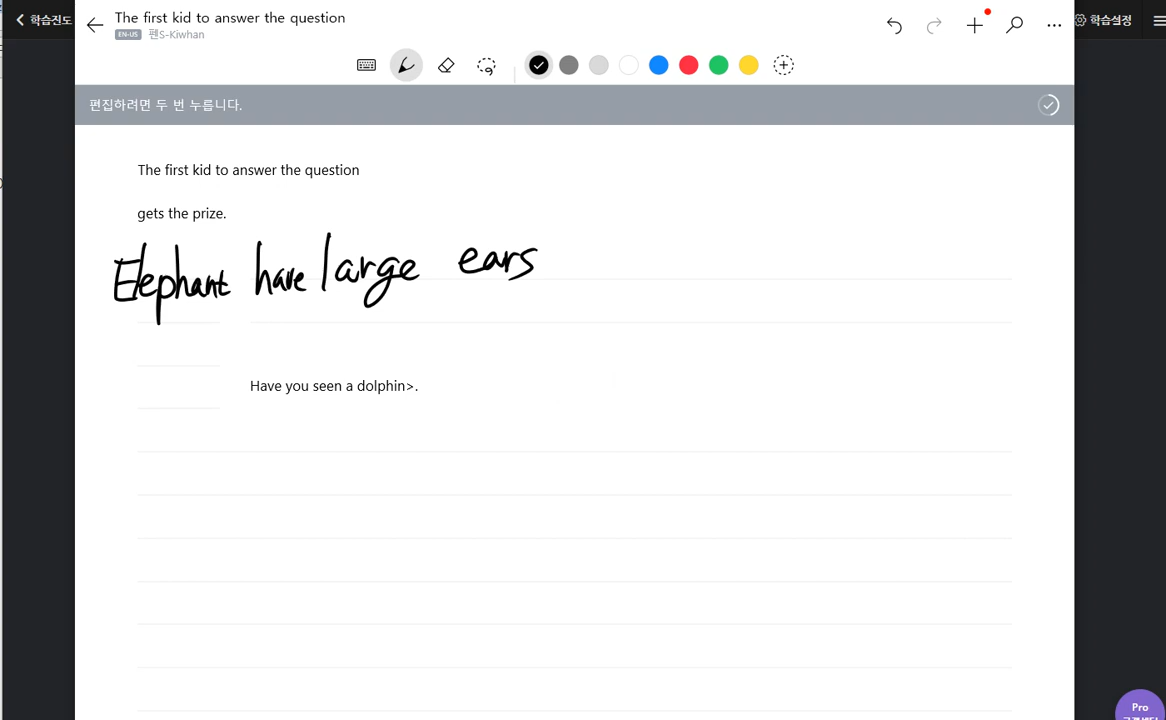 학습진도
The first kid to answer the question
EN-US 펜S-Kiwhan
학습설정
편집하려면 두 번 누릅니다.
The first kid to answer the question
gets the prize.
Elephant have large ears
Have you seen a dolphin>.
Pro